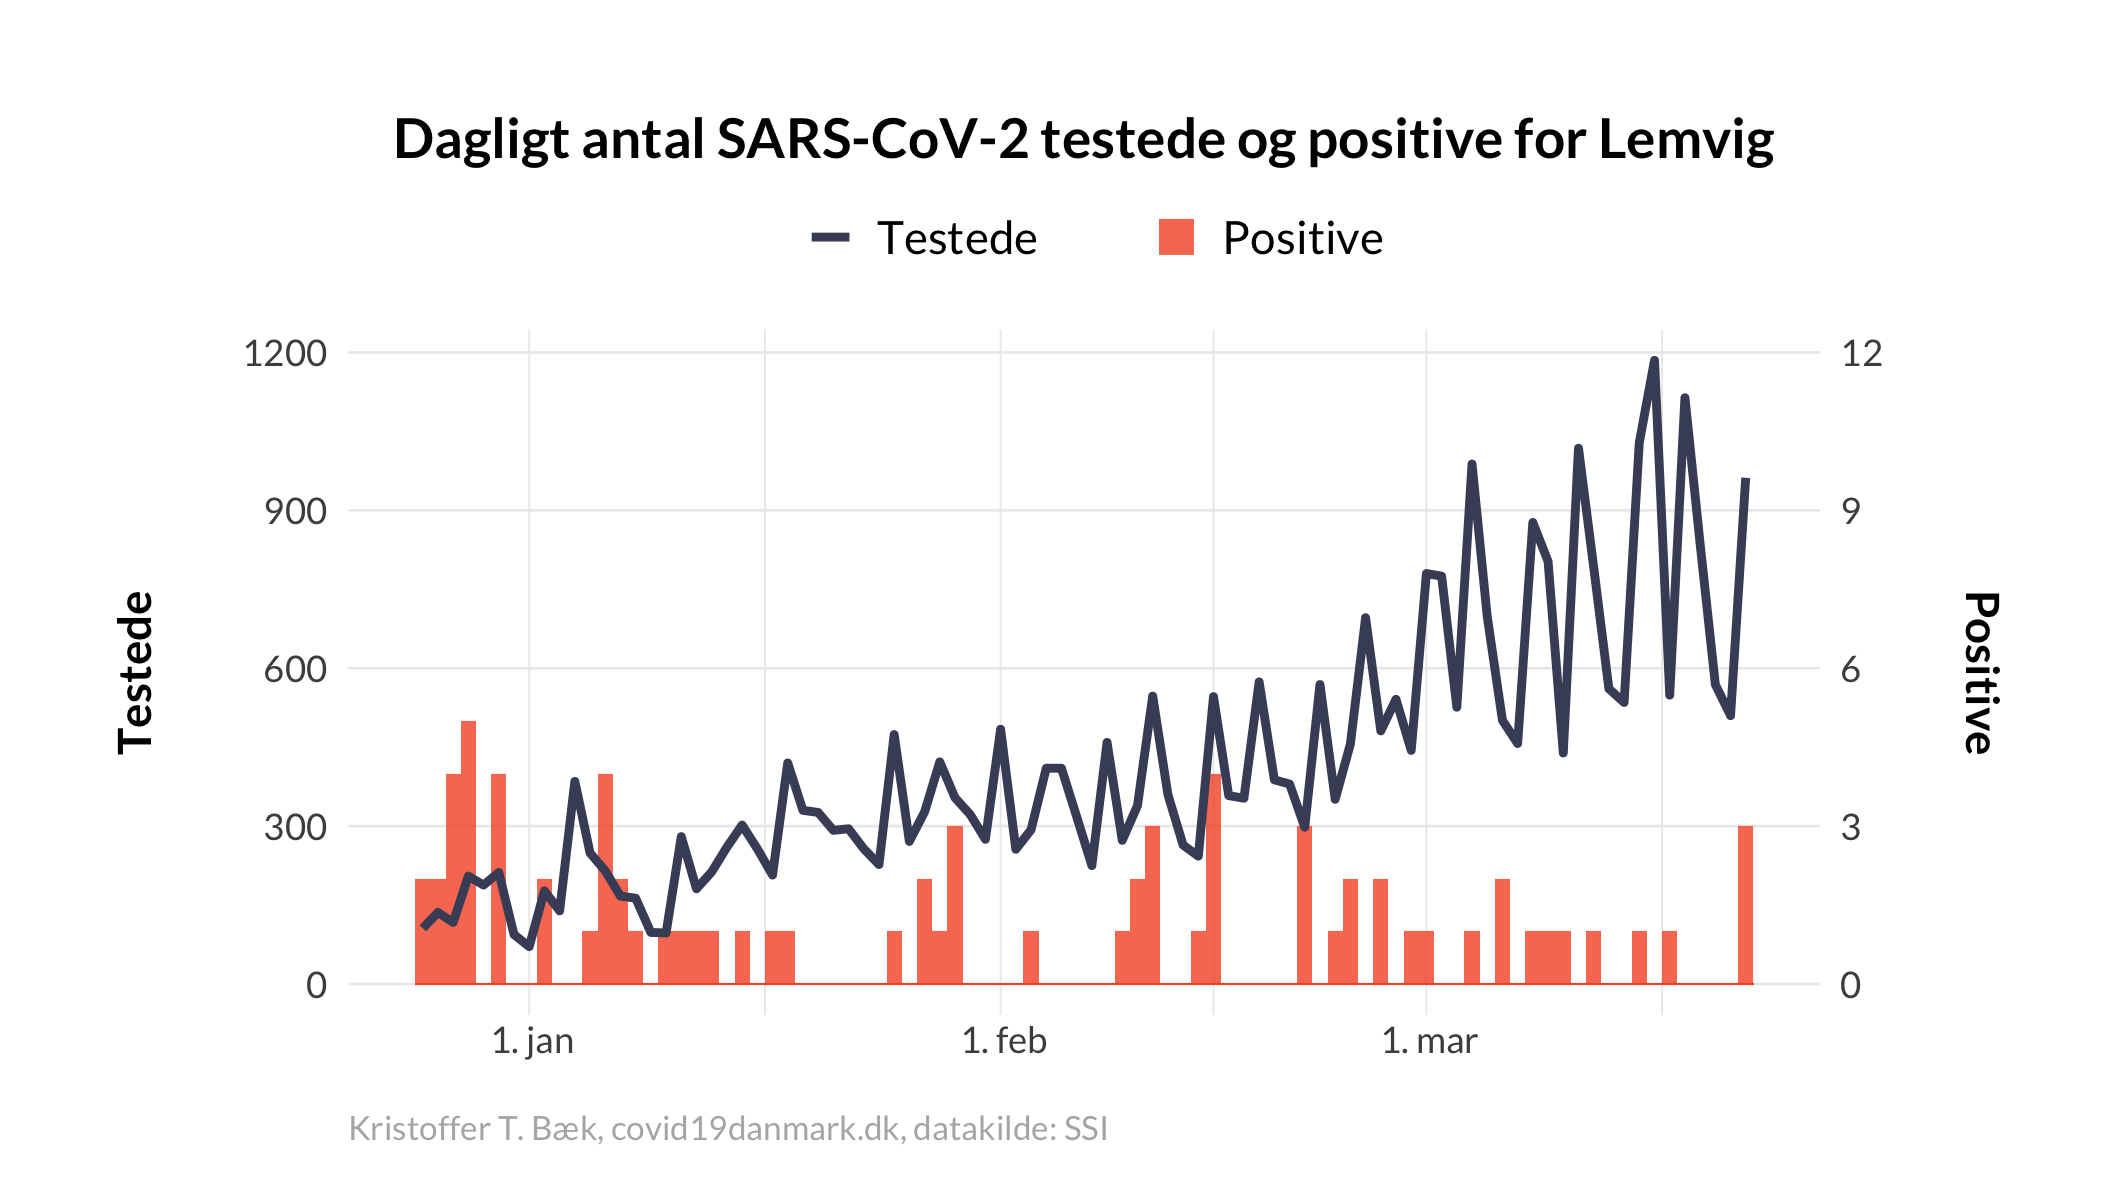 Dagligt antal SARS-CoV-2 testede og positive for Lemvig
Testede
Positive
1200
900
600
300
0
12
9
6
3
0
Testede
Positive
1. jan
1. feb
1. mar
Kristoffer T. Bæk, covid19danmark.dk, datakilde: SSI